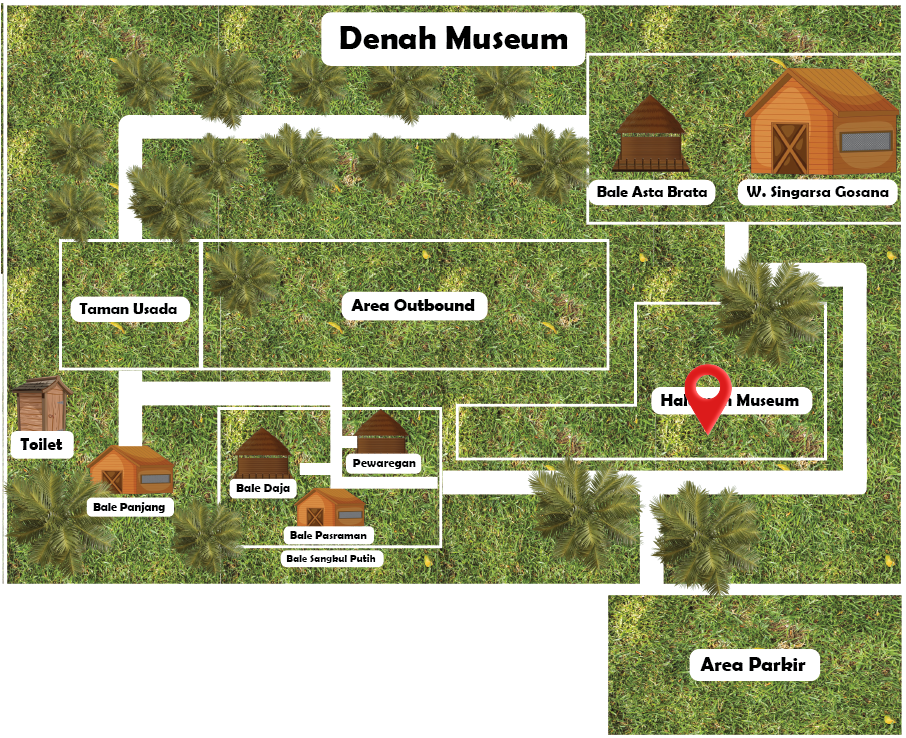 Denah Museum
Bale Asta Brata
W. Singarsa Gosana
Taman Usada
Area Outbound
Museum
Toilet
Pewaregan
Bale Daja
Bale Panjang
Bale Pasraman
Bale Sangkul Putih
Area Parkir